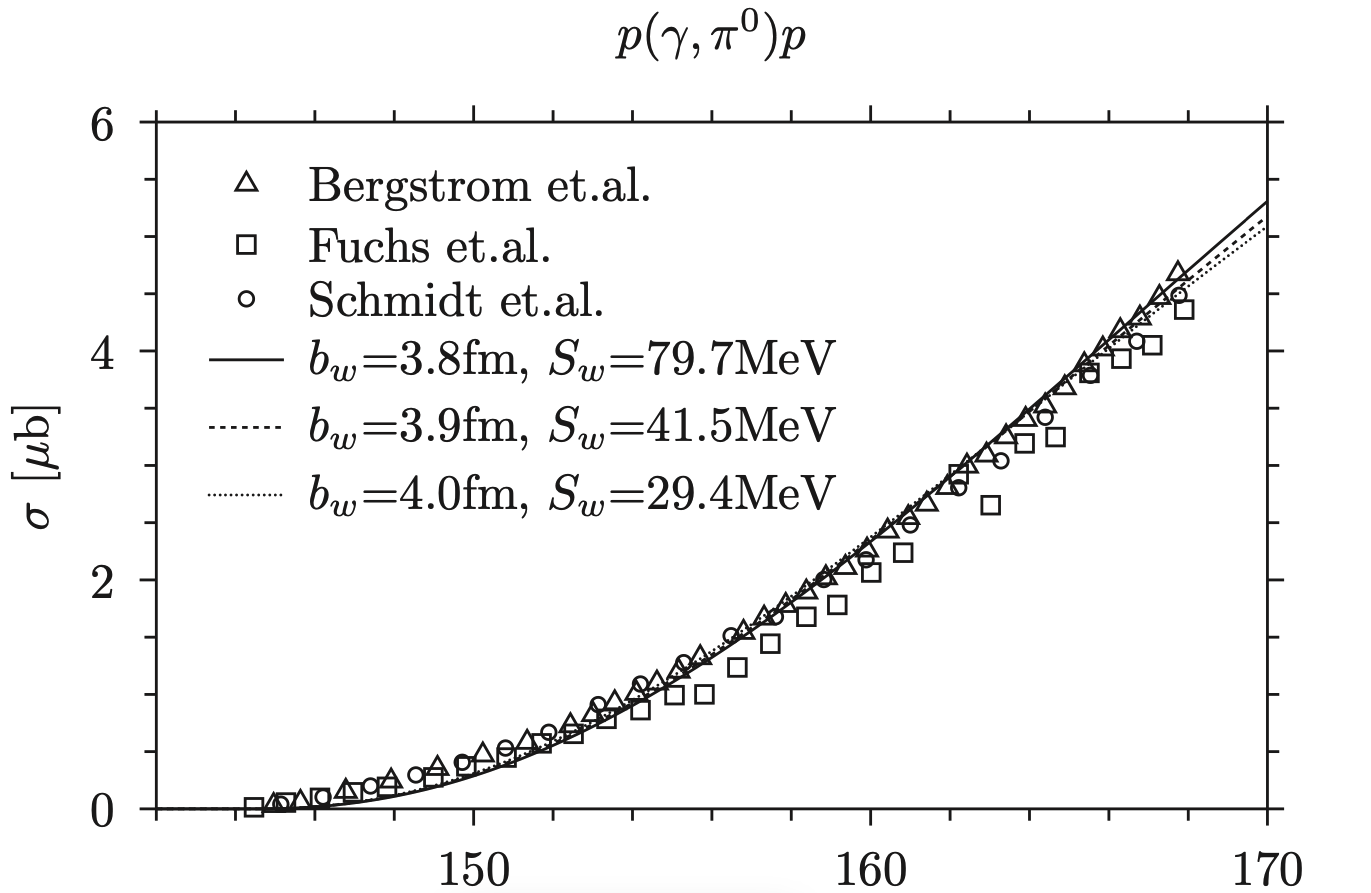 p(γ, π⁰)p
6
4
2
0
σ [μb]
Bergstrom et.al.
Fuchs et.al.
Schmidt et.al.
b_w=3.8fm, S_w=79.7MeV
b_w=3.9fm, S_w=41.5MeV
b_w=4.0fm, S_w=29.4MeV
150 160 170